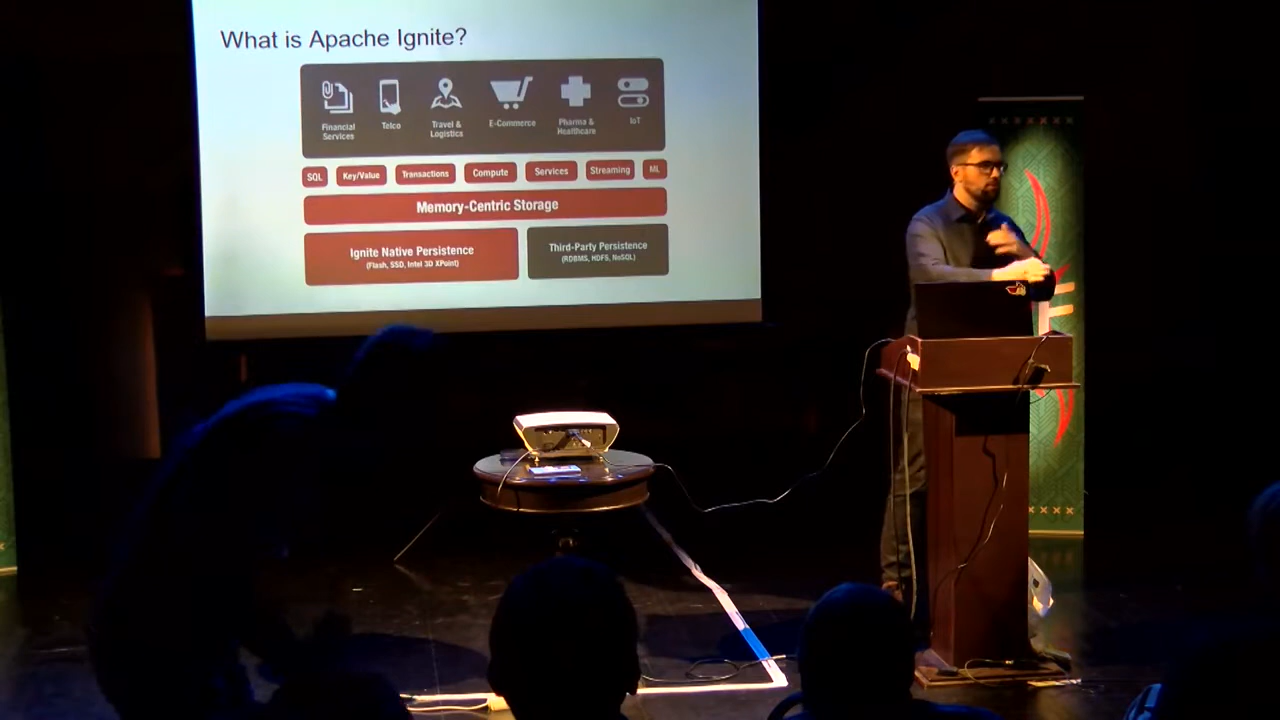 What is Apache Ignite?
Financial
Services
Telco
Travel &
Logistics
E-Commerce
Pharma &
Healthcare
IoT
SQL
Key/Value
Transactions
Compute
Services
Streaming
ML
Memory-Centric Storage
Ignite Native Persistence
(Flash, SSD, Intel 3D XPoint)
Third-Party Persistence
(RDBMS, HDFS, NoSQL)